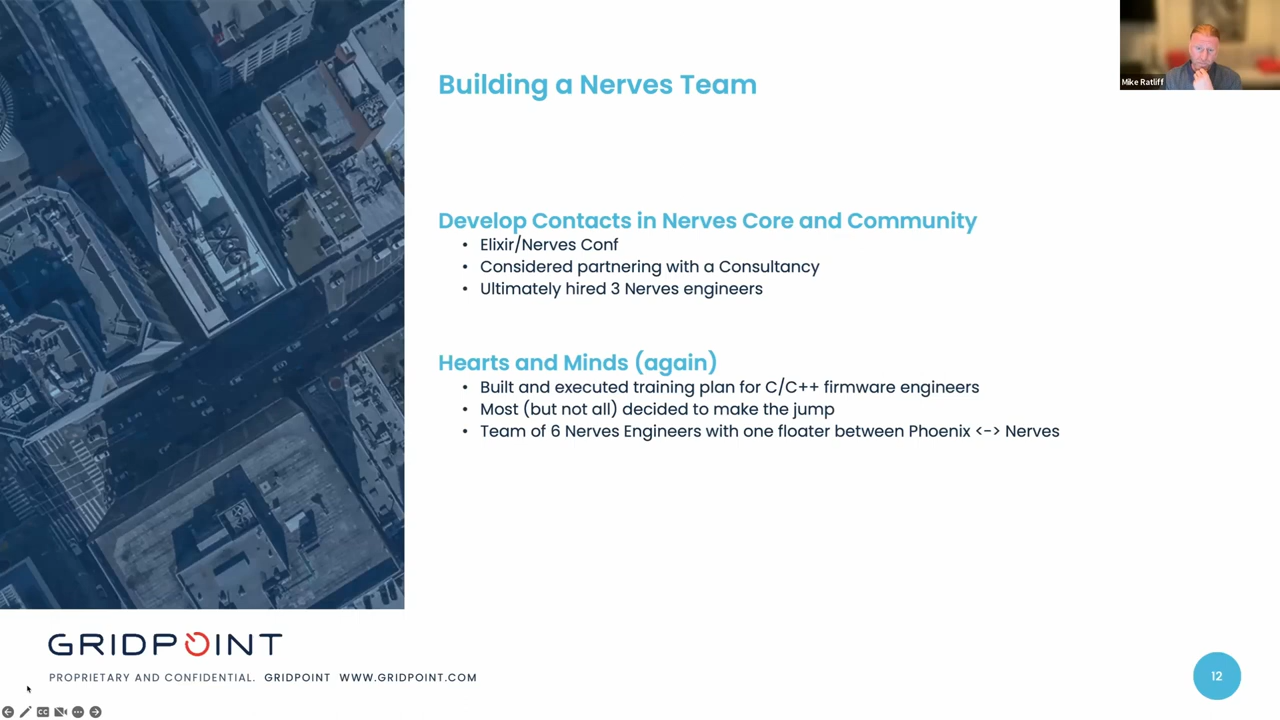 Building a Nerves Team
Mike Ratliff
Develop Contacts in Nerves Core and Community
• Elixir/Nerves Conf
• Considered partnering with a Consultancy
• Ultimately hired 3 Nerves engineers
Hearts and Minds (again)
• Built and executed training plan for C/C++ firmware engineers
• Most (but not all) decided to make the jump
• Team of 6 Nerves Engineers with one floater between Phoenix <-> Nerves
GRIDPOINT
PROPRIETARY AND CONFIDENTIAL. GRIDPOINT WWW.GRIDPOINT.COM
12
CC